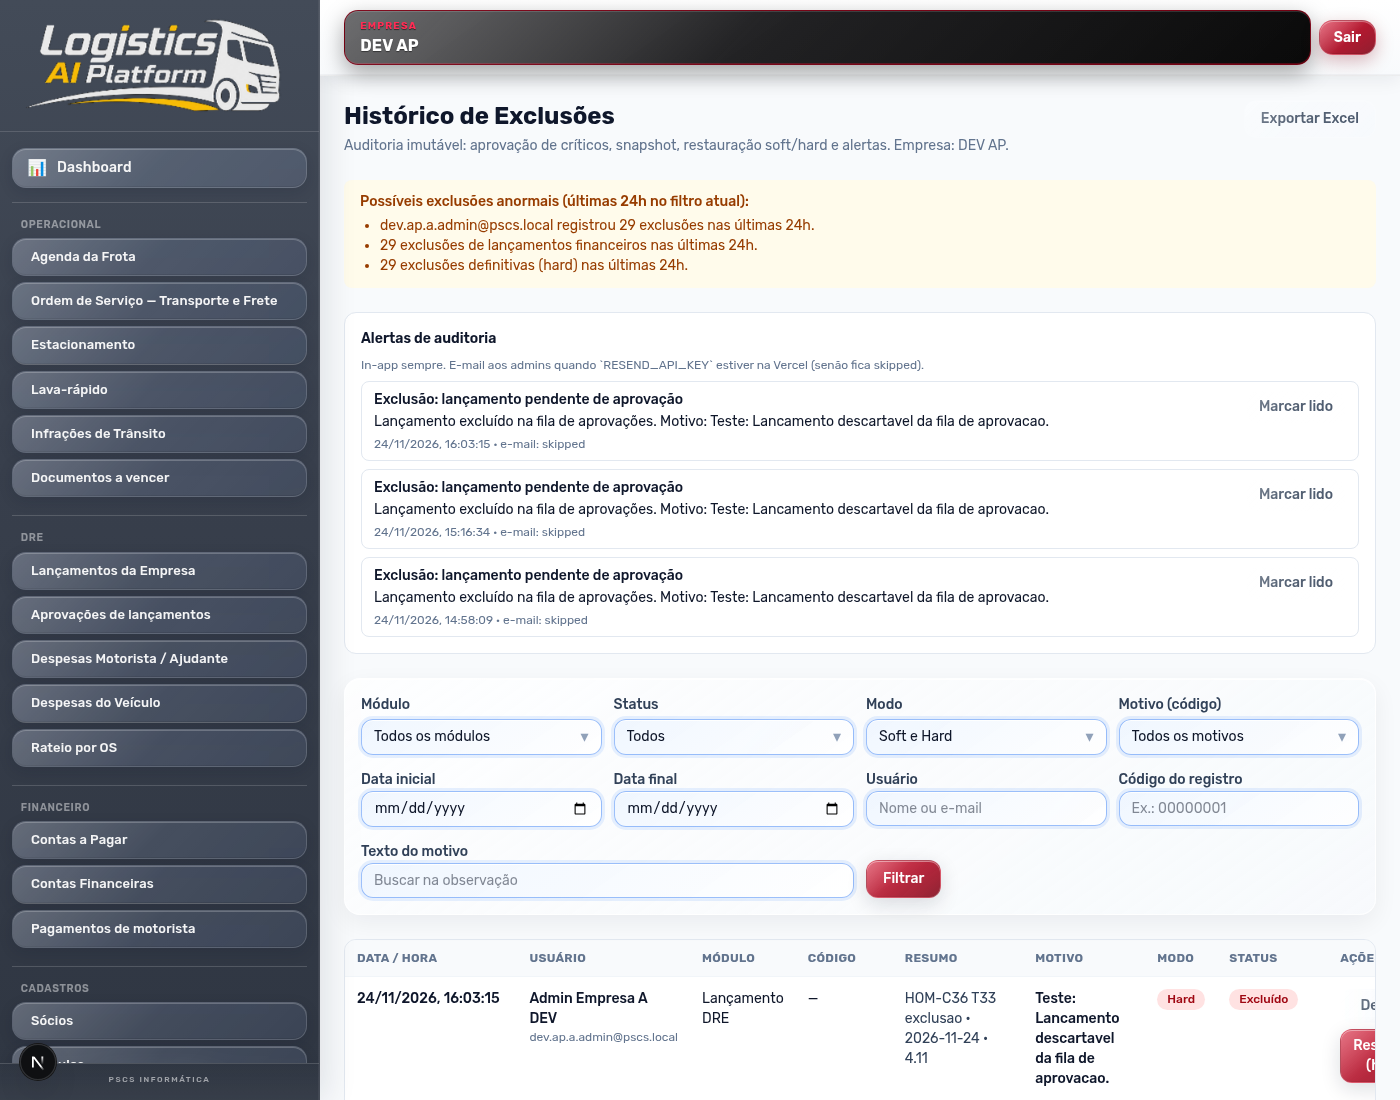 Logistics
AI Platform
Dashboard
OPERACIONAL
Agenda da Frota
Ordem de Serviço — Transporte e Frete
Estacionamento
Lava-rápido
Infrações de Trânsito
Documentos a vencer
DRE
Lançamentos da Empresa
Aprovações de lançamentos
Despesas Motorista / Ajudante
Despesas do Veículo
Rateio por OS
FINANCEIRO
Contas a Pagar
Contas Financeiras
Pagamentos de motorista
CADASTROS
Sócios
N
PSCS INFORMÁTICA
EMPRESA
DEV AP
Sair
Histórico de Exclusões
Exportar Excel
Auditoria imutável: aprovação de críticos, snapshot, restauração soft/hard e alertas. Empresa: DEV AP.
Possíveis exclusões anormais (últimas 24h no filtro atual):
• dev.ap.a.admin@pscs.local registrou 29 exclusões nas últimas 24h.
• 29 exclusões de lançamentos financeiros nas últimas 24h.
• 29 exclusões definitivas (hard) nas últimas 24h.
Alertas de auditoria
In-app sempre. E-mail aos admins quando `RESEND_API_KEY` estiver na Vercel (senão fica skipped).
Exclusão: lançamento pendente de aprovação
Marcar lido
Lançamento excluído na fila de aprovações. Motivo: Teste: Lancamento descartavel da fila de aprovacao.
24/11/2026, 16:03:15 • e-mail: skipped
Exclusão: lançamento pendente de aprovação
Marcar lido
Lançamento excluído na fila de aprovações. Motivo: Teste: Lancamento descartavel da fila de aprovacao.
24/11/2026, 15:16:34 • e-mail: skipped
Exclusão: lançamento pendente de aprovação
Marcar lido
Lançamento excluído na fila de aprovações. Motivo: Teste: Lancamento descartavel da fila de aprovacao.
24/11/2026, 14:58:09 • e-mail: skipped
Módulo Status Modo Motivo (código)
Todos os módulos Todos Soft e Hard Todos os motivos
Data inicial Data final Usuário Código do registro
mm/dd/yyyy mm/dd/yyyy Nome ou e-mail Ex.: 00000001
Texto do motivo
Buscar na observação Filtrar
DATA / HORA USUÁRIO MÓDULO CÓDIGO RESUMO MOTIVO MODO STATUS AÇÕE
24/11/2026, 16:03:15 Admin Empresa A Lançamento — HOM-C36 T33 Teste: Hard Excluído De
DEV DRE exclusao • Lancamento
dev.ap.a.admin@pscs.local 2026-11-24 • descartavel
4.11 da fila de Res
aprovacao. (h